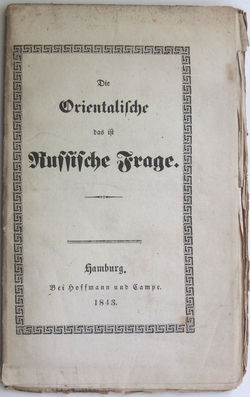 Die
Orientalische
das ist
Russische Frage.
Hamburg,
Bei Hoffmann und Campe.
1843.